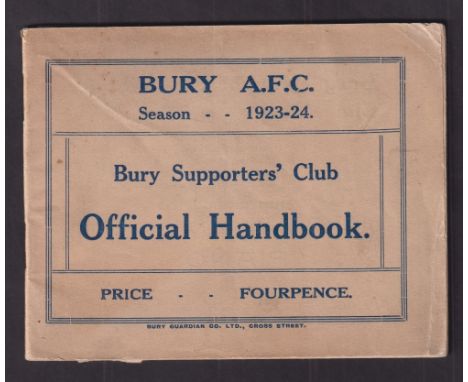 BURY A.F.C.
Season - - 1923-24.
Bury Supporters' Club
Official Handbook.
PRICE - - FOURPENCE.
BURY GUARDIAN CO. LTD., CROSS STREET.